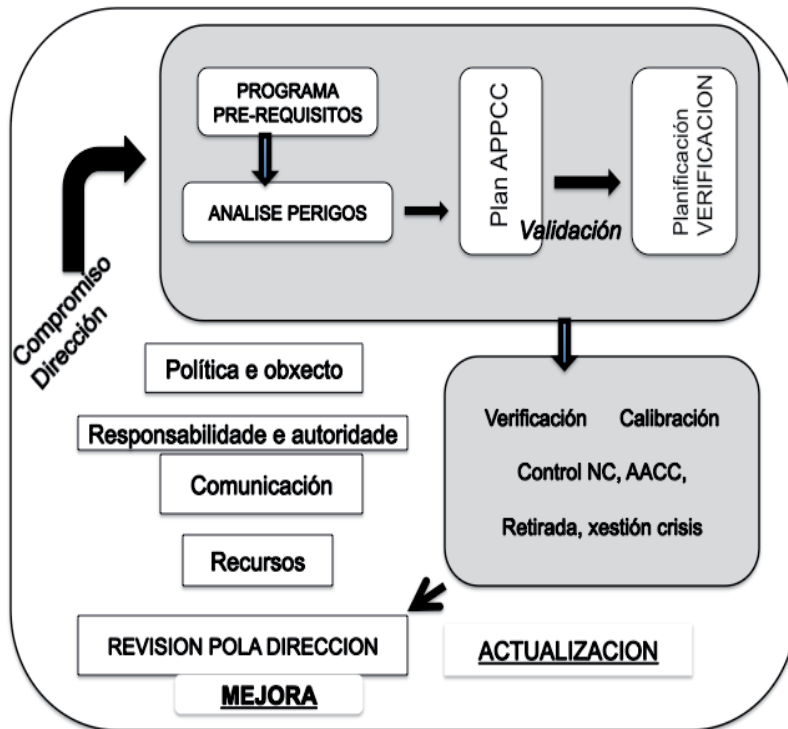 PROGRAMA
PRE-REQUISITOS
ANALISE PERIGOS
Plan APPCC
Validación
Planificación
VERIFICACION
Compromiso
Dirección
Política e obxecto
Responsabilidade e autoridade
Comunicación
Recursos
Verificación Calibración
Control NC, AACC,
Retirada, xestión crisis
REVISION POLA DIRECCION
MEJORA
ACTUALIZACION